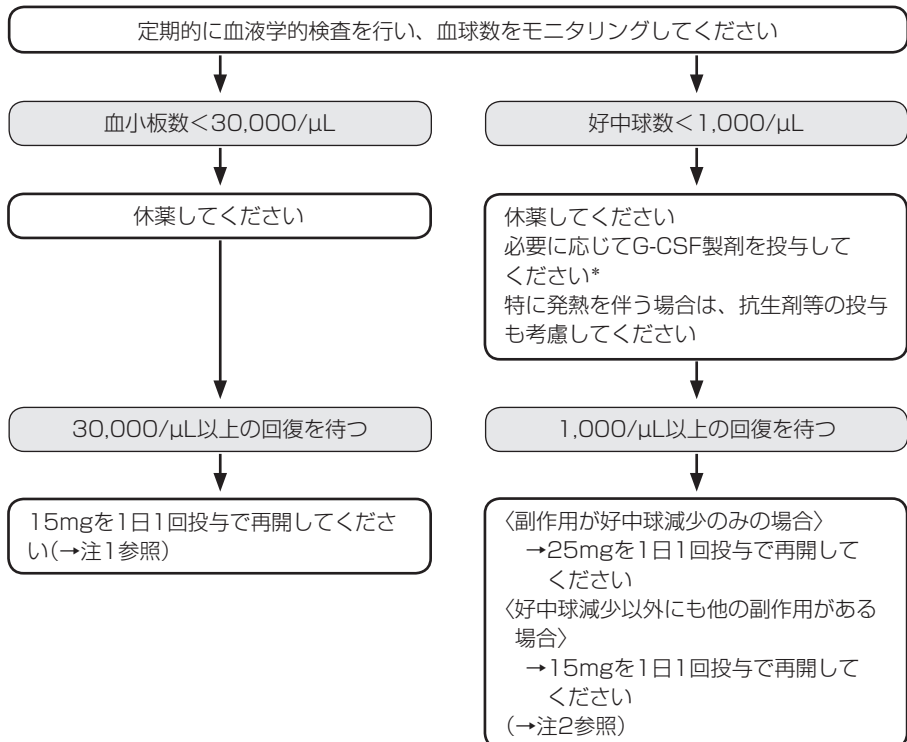 定期的に血液学的検査を行い、血球数をモニタリングしてください
血小板数＜30,000/μL
休薬してください
30,000/μL以上の回復を待つ
15mgを1日1回投与で再開してくださ
い(→注1参照)
好中球数＜1,000/μL
休薬してください
必要に応じてG-CSF製剤を投与して
ください*
特に発熱を伴う場合は、抗生剤等の投与
も考慮してください
1,000/μL以上の回復を待つ
〈副作用が好中球減少のみの場合〉
→25mgを1日1回投与で再開して
ください
〈好中球減少以外にも他の副作用がある
場合〉
→15mgを1日1回投与で再開して
ください
(→注2参照)